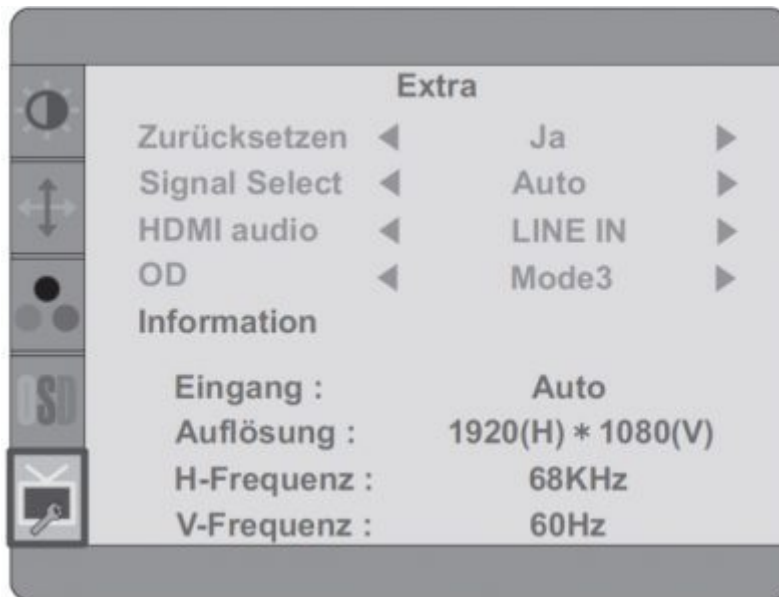 Extra
Zurücksetzen ◀ Ja ▶
Signal Select ◀ Auto ▶
HDMI audio ◀ LINE IN ▶
OD ◀ Mode3 ▶
Information
Eingang : Auto
OSD
Auflösung : 1920(H) * 1080(V)
H-Frequenz : 68KHz
V-Frequenz : 60Hz